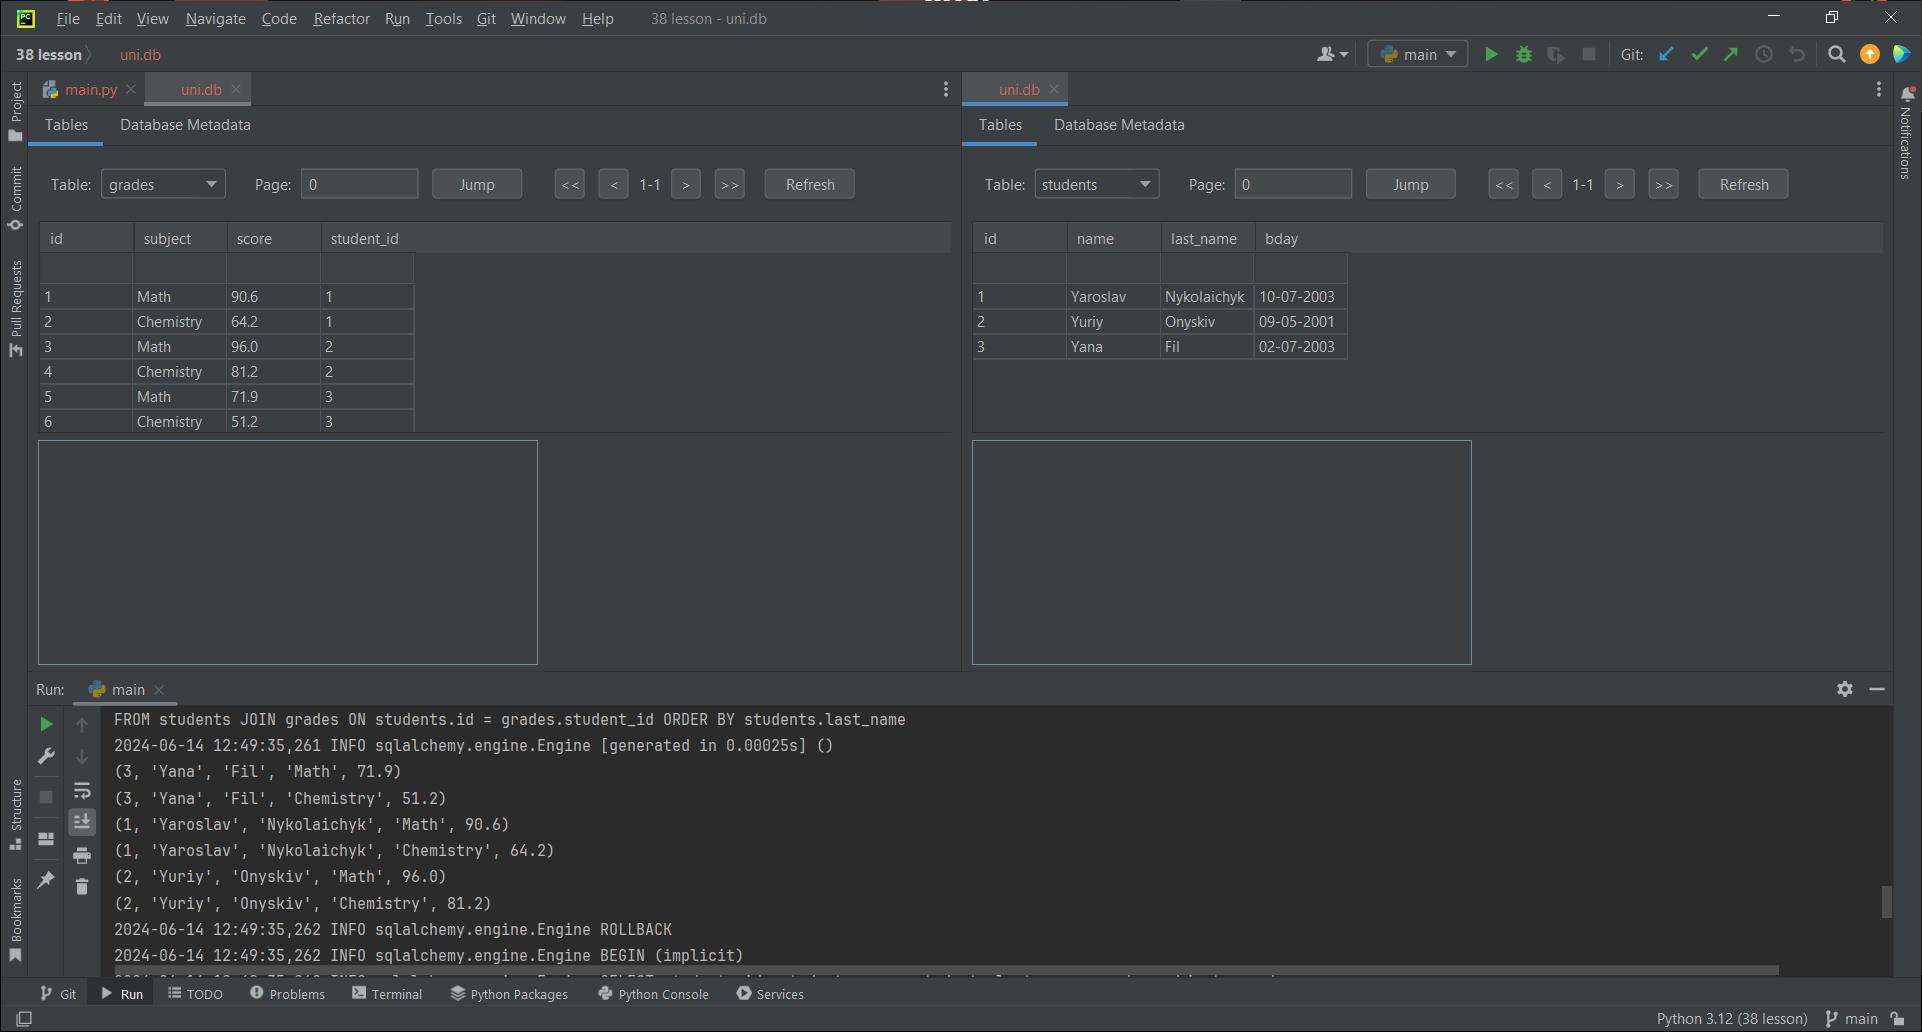 File Edit View Navigate Code Refactor Run Tools Git Window Help 38 lesson - uni.db
38 lesson uni.db
main Git:
main.py uni.db
uni.db
Tables Database Metadata
Tables Database Metadata
Table: grades Page: 0 Jump << < 1-1 > >> Refresh
Table: students Page: 0 Jump << < 1-1 > >> Refresh
id subject score student_id
1 Math 90.6 1
2 Chemistry 64.2 1
3 Math 96.0 2
4 Chemistry 81.2 2
5 Math 71.9 3
6 Chemistry 51.2 3
id name last_name bday
1 Yaroslav Nykolaichyk 10-07-2003
2 Yuriy Onyskiv 09-05-2001
3 Yana Fil 02-07-2003
Project
Commit
Pull Requests
Structure
Bookmarks
Notifications
Run: main
FROM students JOIN grades ON students.id = grades.student_id ORDER BY students.last_name
2024-06-14 12:49:35,261 INFO sqlalchemy.engine.Engine [generated in 0.00025s] ()
(3, 'Yana', 'Fil', 'Math', 71.9)
(3, 'Yana', 'Fil', 'Chemistry', 51.2)
(1, 'Yaroslav', 'Nykolaichyk', 'Math', 90.6)
(1, 'Yaroslav', 'Nykolaichyk', 'Chemistry', 64.2)
(2, 'Yuriy', 'Onyskiv', 'Math', 96.0)
(2, 'Yuriy', 'Onyskiv', 'Chemistry', 81.2)
2024-06-14 12:49:35,262 INFO sqlalchemy.engine.Engine ROLLBACK
2024-06-14 12:49:35,262 INFO sqlalchemy.engine.Engine BEGIN (implicit)
Git Run TODO Problems Terminal Python Packages Python Console Services
Python 3.12 (38 lesson) main